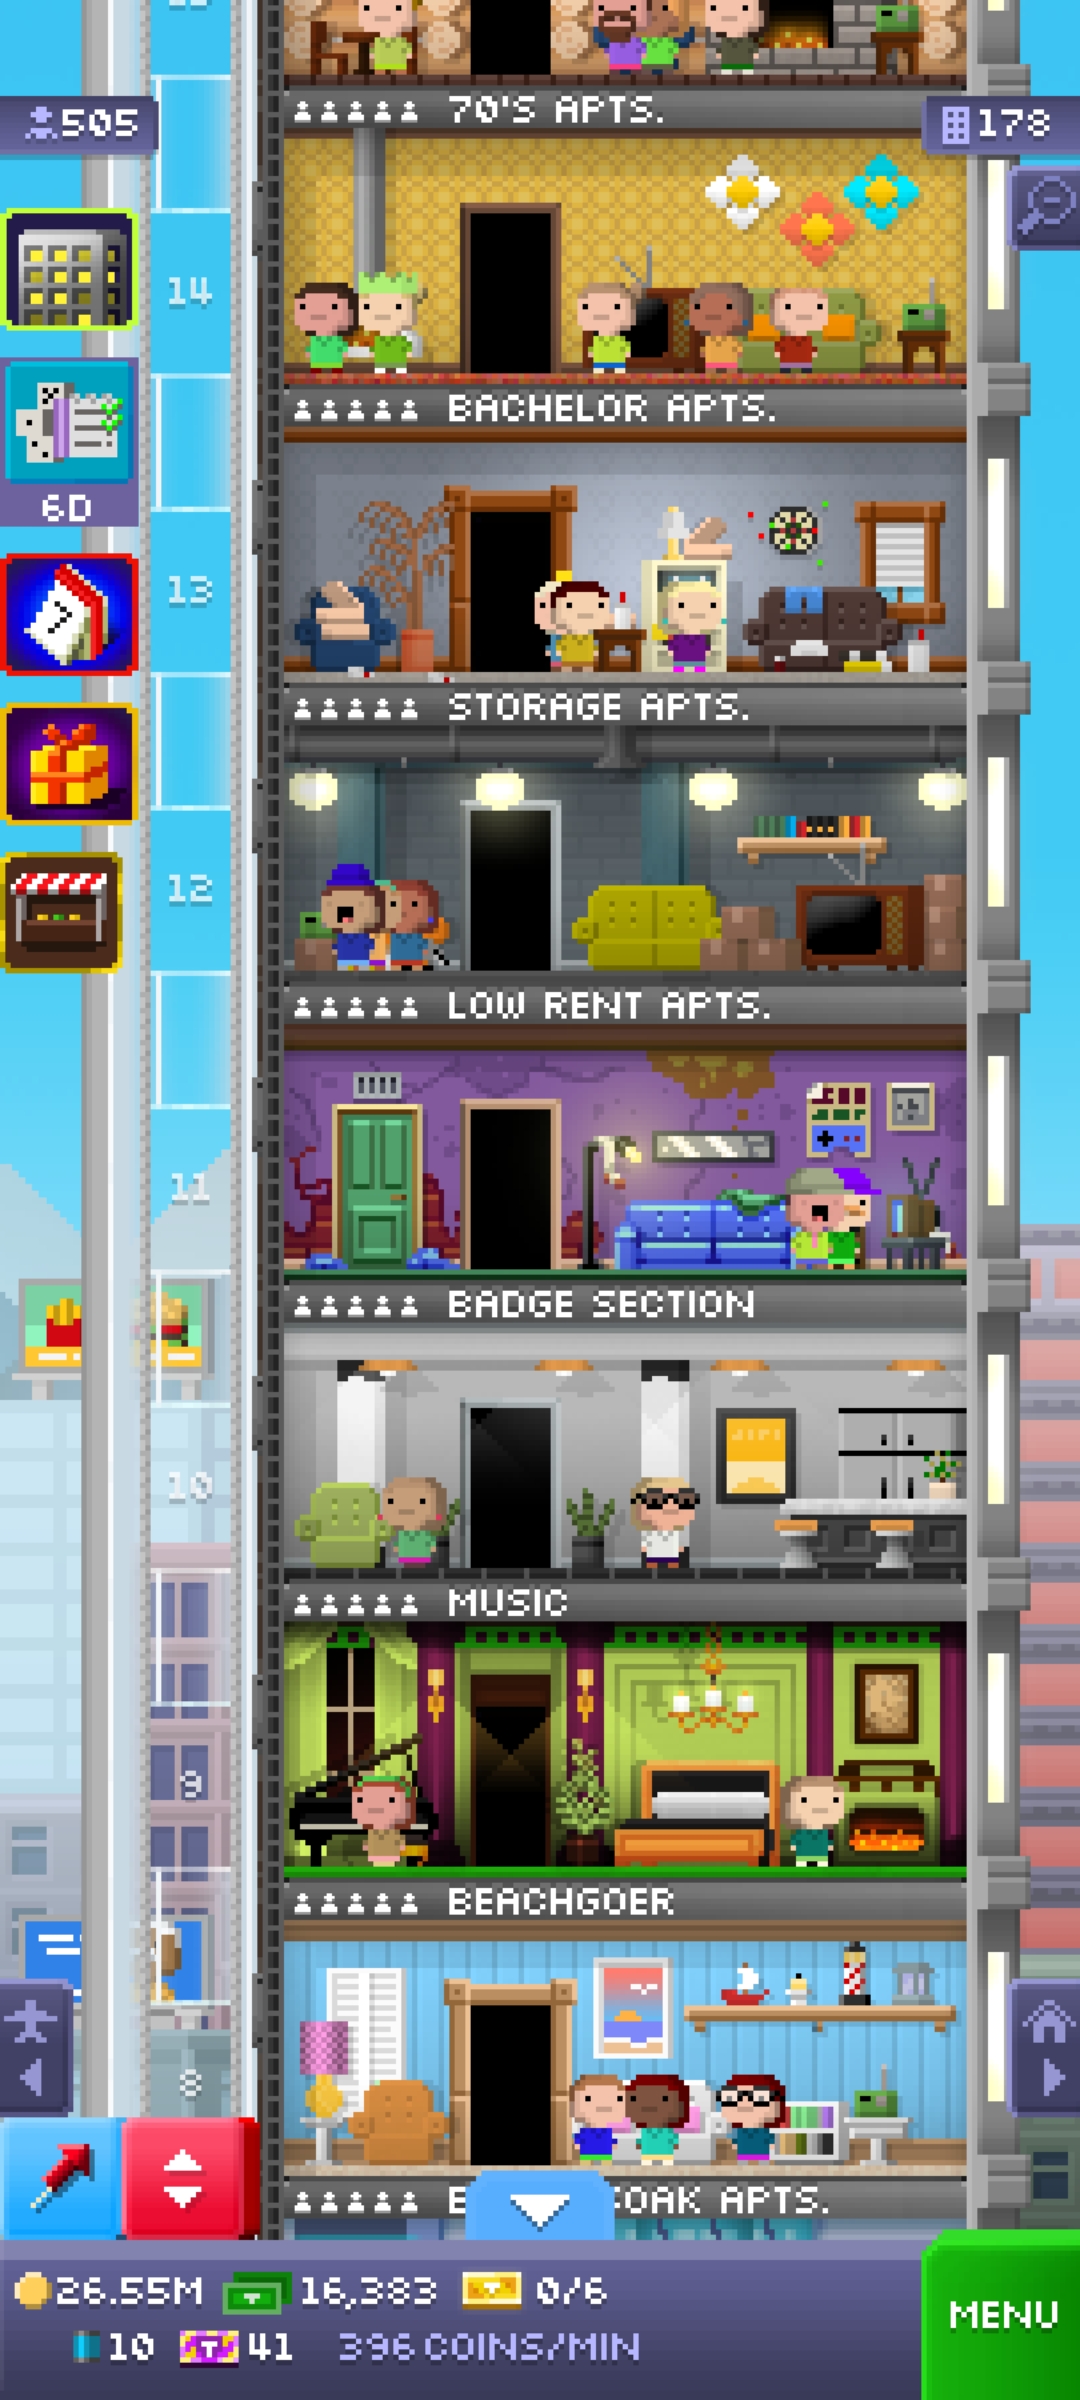 70'S APTS.
505
178
14
BACHELOR APTS.
6D
13
7
STORAGE APTS.
12
LOW RENT APTS.
11
BADGE SECTION
10
MUSIC
9
BEACHGOER
8
OAK APTS.
26.55M 16,383 0/6
10 41 396 COINS/MIN
MENU